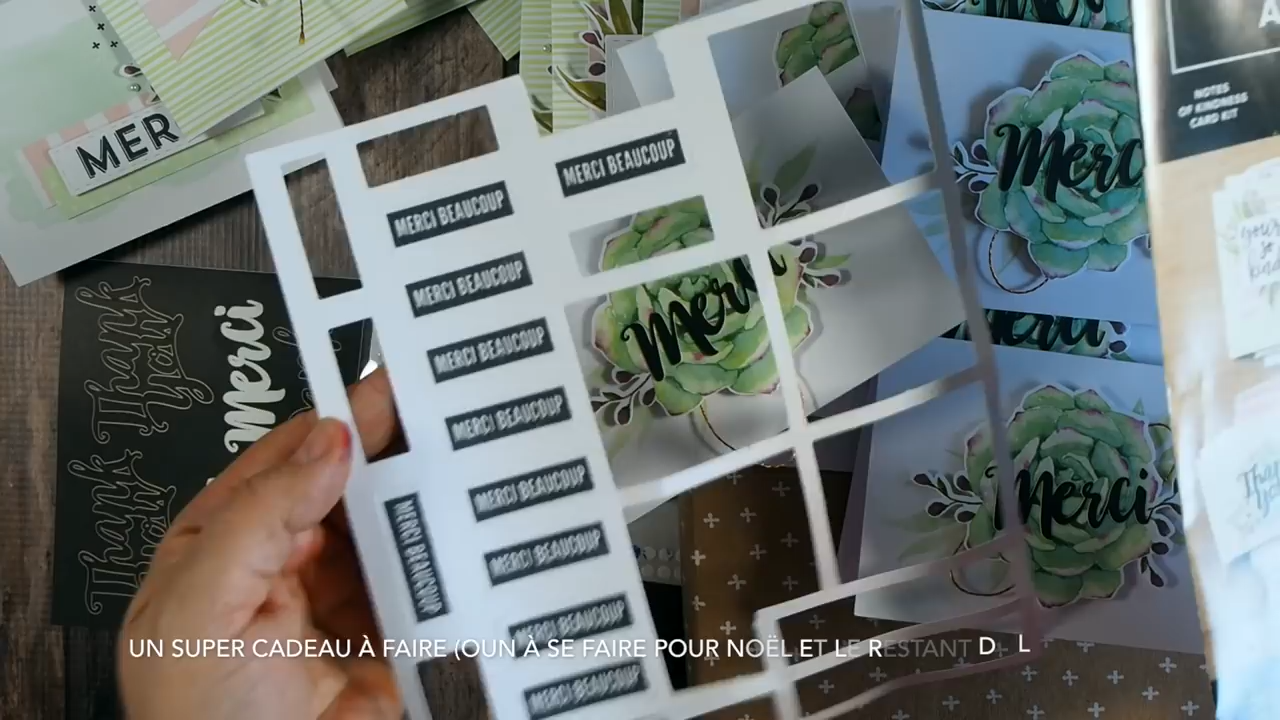 MER
NOTES
OF KINDNESS
CARD KIT
MERCI BEAUCOUP
MERCI BEAUCOUP
MERCI BEAUCOUP
MERCI BEAUCOUP
MERCI BEAUCOUP
MERCI BEAUCOUP
MERCI BEAUCOUP
MERCI BEAUCOUP
MERCI BEAUCOUP
MERCI BEAUCOUP
Merci
Merci
Merci
Merci
Thank
Thank
Merci
UN SUPER CADEAU À FAIRE (OUN À SE FAIRE POUR NOËL ET LE RESTANT D L